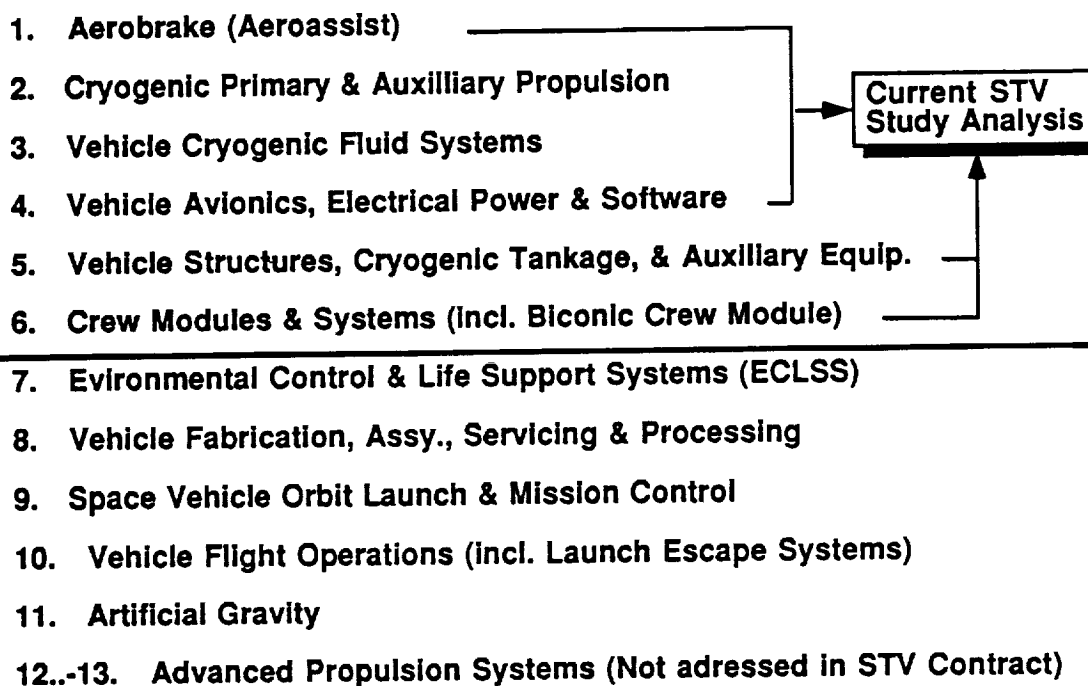 1. Aerobrake (Aeroassist)
2. Cryogenic Primary & Auxilliary Propulsion
Current STV
Study Analysis
3. Vehicle Cryogenic Fluid Systems
4. Vehicle Avionics, Electrical Power & Software
5. Vehicle Structures, Cryogenic Tankage, & Auxiliary Equip.
6. Crew Modules & Systems (incl. Biconic Crew Module)
7. Evironmental Control & Life Support Systems (ECLSS)
8. Vehicle Fabrication, Assy., Servicing & Processing
9. Space Vehicle Orbit Launch & Mission Control
10. Vehicle Flight Operations (incl. Launch Escape Systems)
11. Artificial Gravity
12..-13. Advanced Propulsion Systems (Not adressed in STV Contract)